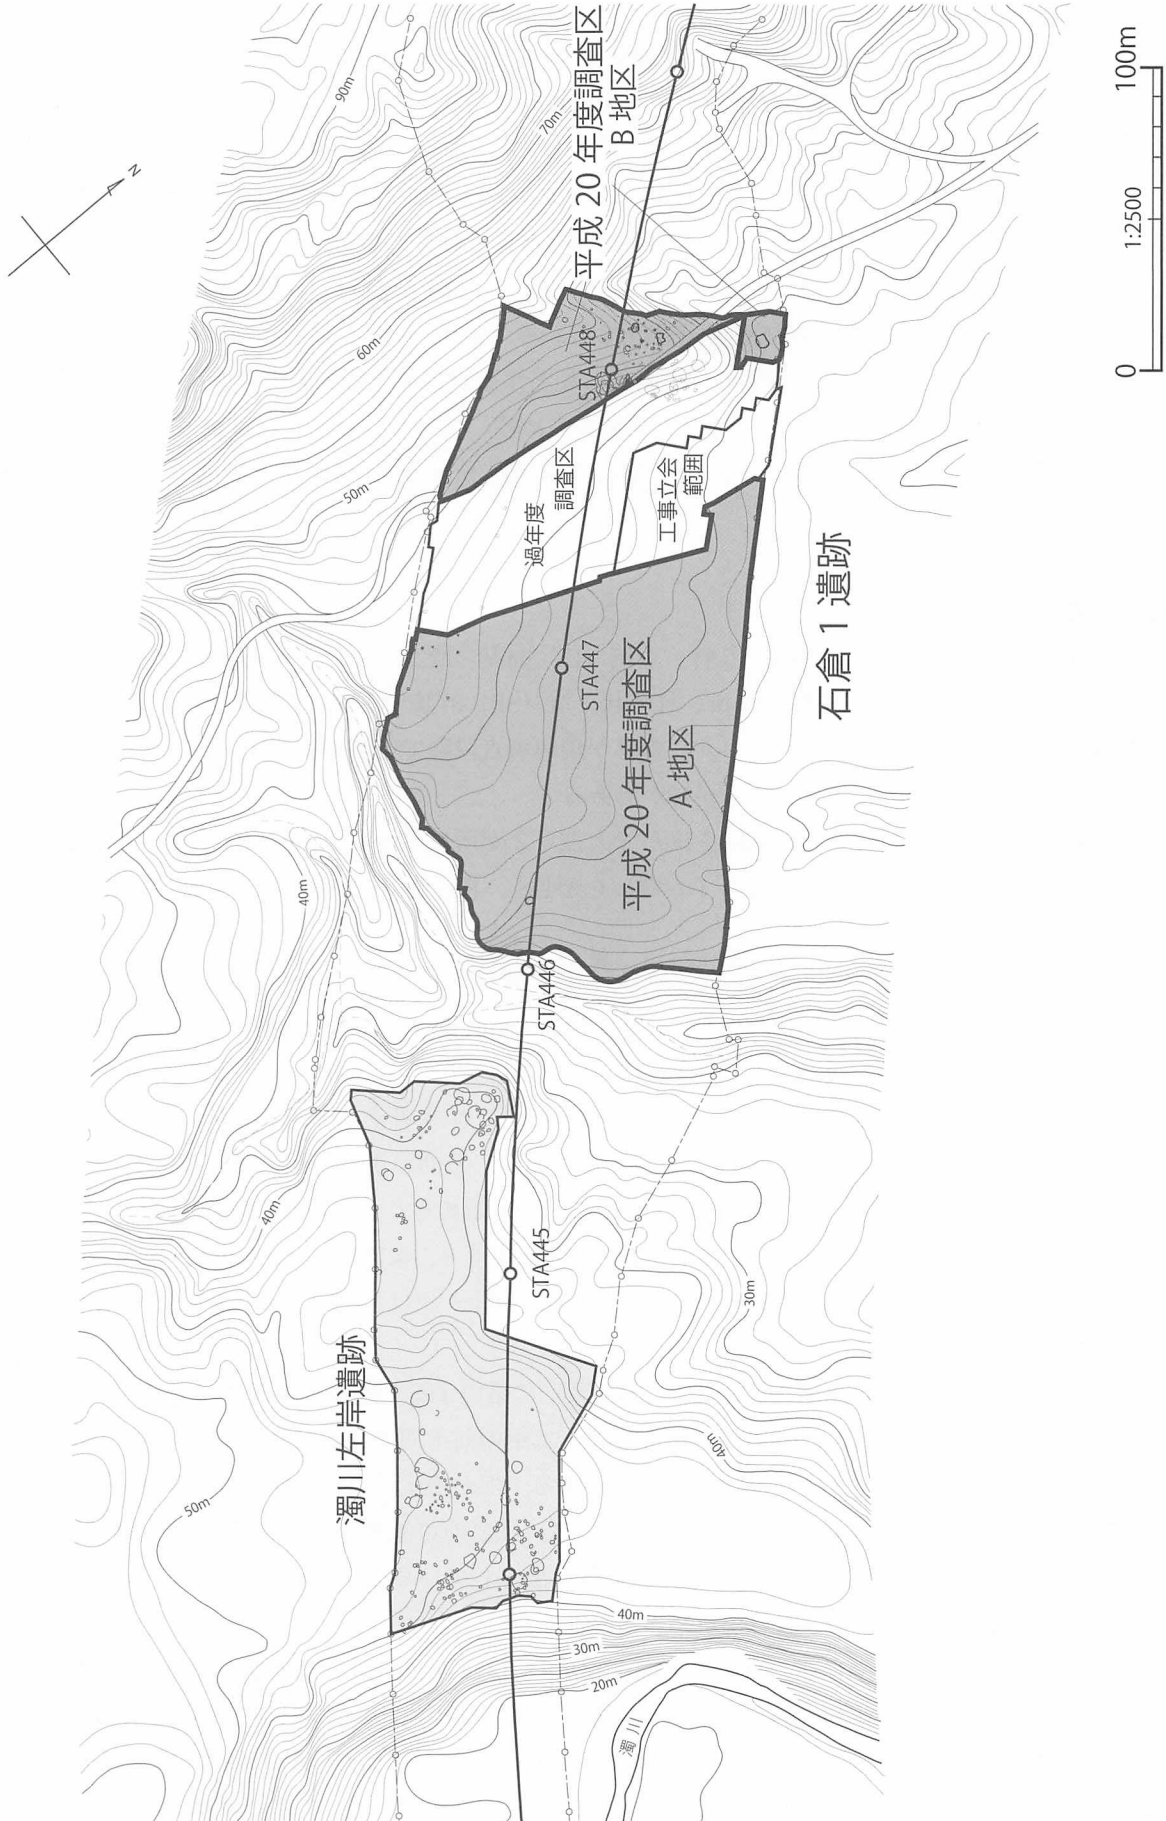 90m
70m
平成 20 年度調査区
B 地区
60m
50m
STA448
過年度
調査区
工事立会
範囲
STA447
平成 20 年度調査区
A 地区
石倉 1 遺跡
40m
STA446
40m
STA445
30m
濁川左岸遺跡
50m
40m
40m
30m
20m
濁川
N
0
1:2500
100m